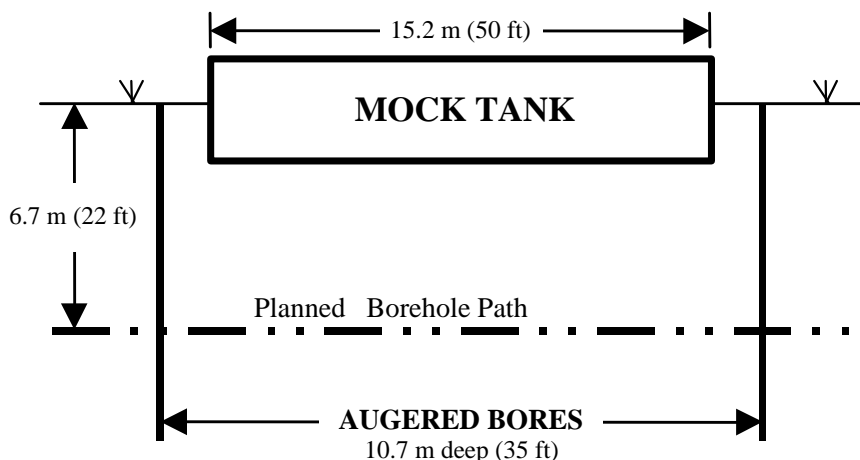 15.2 m (50 ft)
MOCK TANK
6.7 m (22 ft)
Planned Borehole Path
AUGERED BORES
10.7 m deep (35 ft)